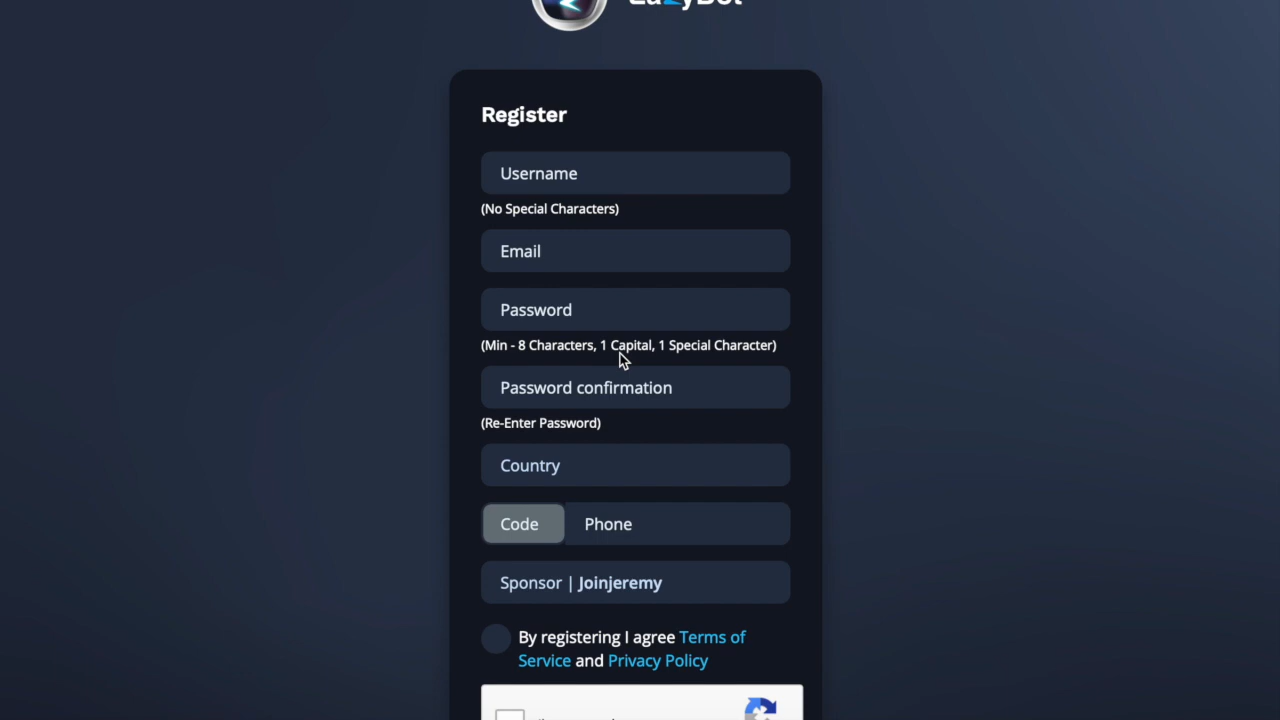 EazyBot
Register
Username
(No Special Characters)
Email
Password
(Min - 8 Characters, 1 Capital, 1 Special Character)
Password confirmation
(Re-Enter Password)
Country
Code Phone
Sponsor | Joinjeremy
By registering I agree Terms of
Service and Privacy Policy